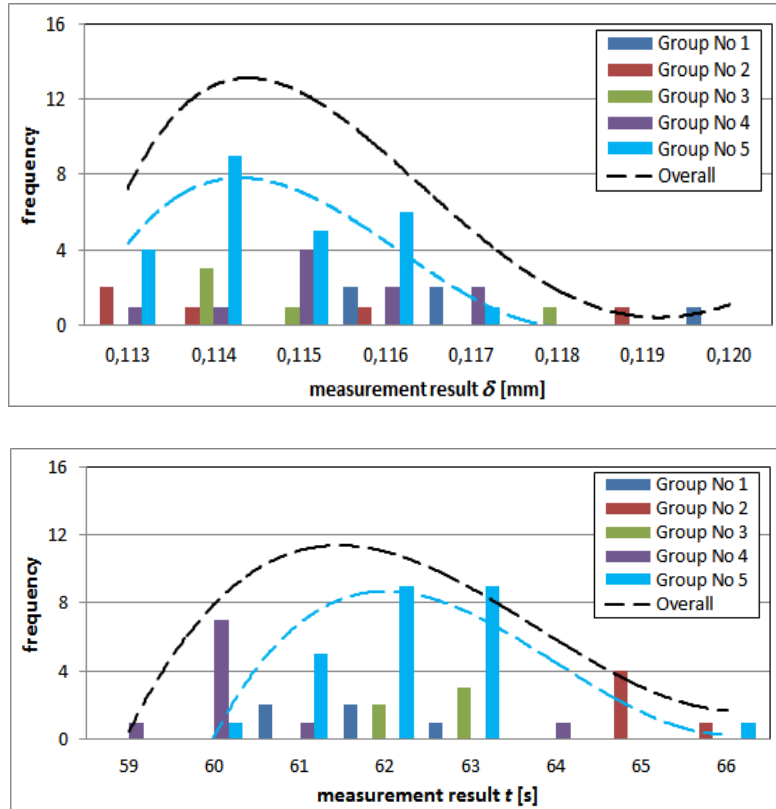 16
12
8
4
0
frequency
Group No 1
Group No 2
Group No 3
Group No 4
Group No 5
Overall
0,113 0,114 0,115 0,116 0,117 0,118 0,119 0,120
measurement result δ [mm]
16
12
8
4
0
frequency
Group No 1
Group No 2
Group No 3
Group No 4
Group No 5
Overall
59 60 61 62 63 64 65 66
measurement result t [s]